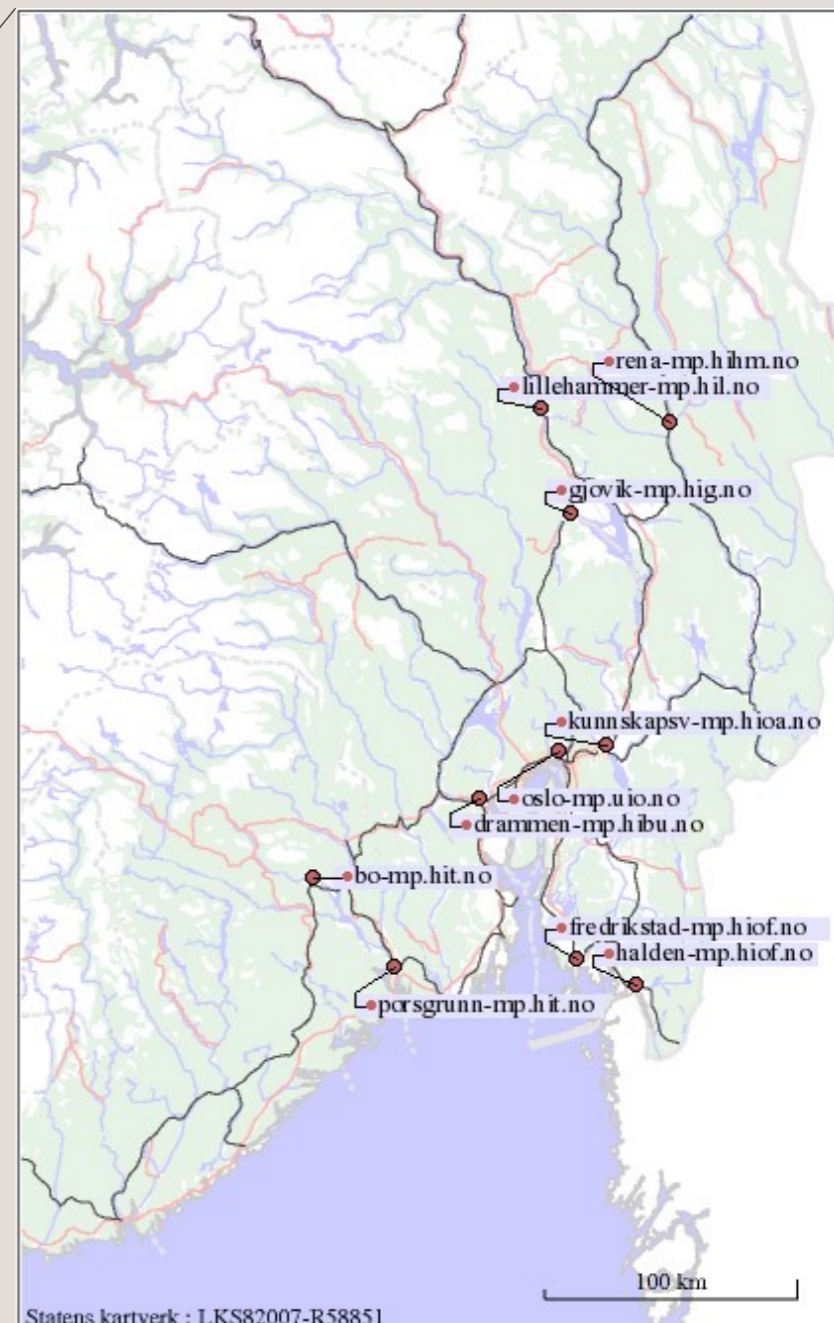 rena-mp.hihm.no
lillehammer-mp.hil.no
gjovik-mp.hig.no
kunnskapsv-mp.hioa.no
oslo-mp.uio.no
drammen-mp.hibu.no
bo-mp.hit.no
fredrikstad-mp.hiof.no
halden-mp.hiof.no
porsgrunn-mp.hit.no
100 km
Statens kartverk : LKS82007-R58851